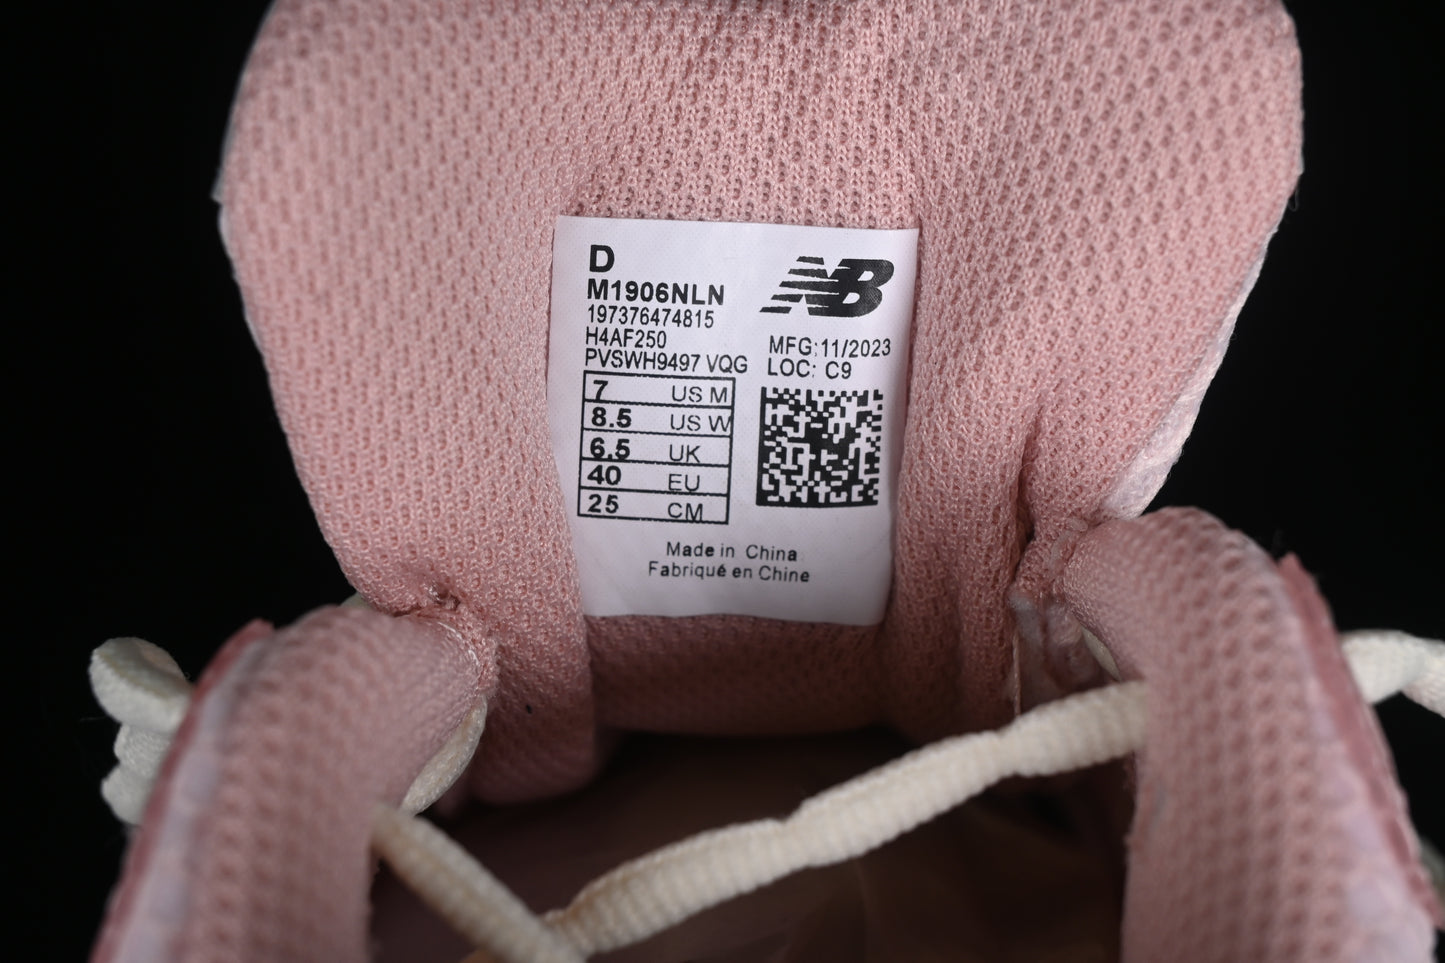 D
M1906NLN
197376474815
H4AF250
PVSWH9497 VQG
7 US M
8.5 US W
6.5 UK
40 EU
25 CM
NB
MFG:11/2023
LOC: C9
Made in China
Fabriqué en Chine